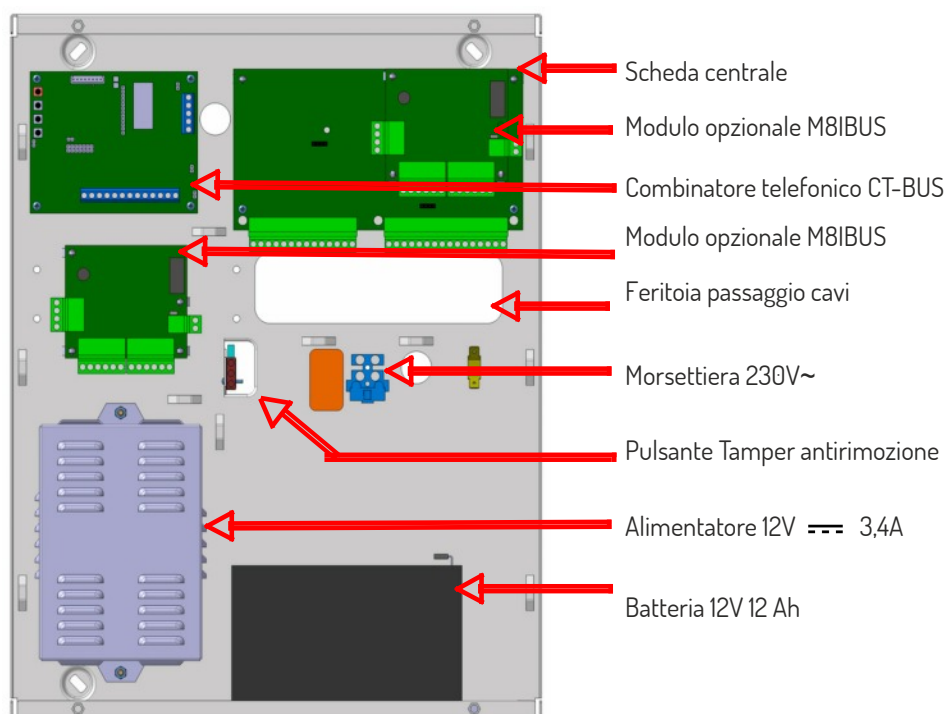 Scheda centrale
Modulo opzionale M8IBUS
Combinatore telefonico CT-BUS
Modulo opzionale M8IBUS
Feritoia passaggio cavi
Morsettiera 230V~
Pulsante Tamper antirimozione
Alimentatore 12V ⎓ 3,4A
Batteria 12V 12 Ah